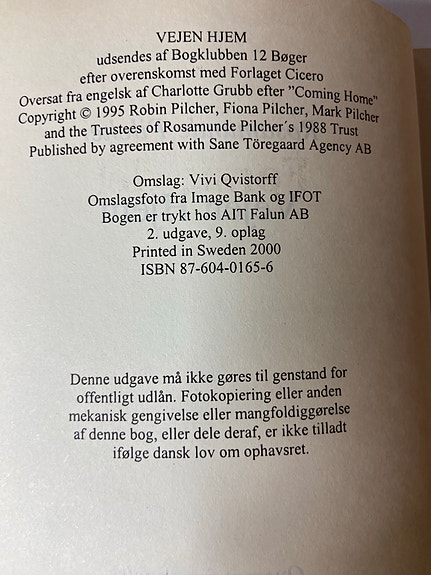 VEJEN HJEM
udsendes af Bogklubben 12 Bøger
efter overenskomst med Forlaget Cicero
Oversat fra engelsk af Charlotte Grubb efter "Coming Home"
Copyright © 1995 Robin Pilcher, Fiona Pilcher, Mark Pilcher
and the Trustees of Rosamunde Pilcher´s 1988 Trust
Published by agreement with Sane Töregaard Agency AB
Omslag: Vivi Qvistorff
Omslagsfoto fra Image Bank og IFOT
Bogen er trykt hos AIT Falun AB
2. udgave, 9. oplag
Printed in Sweden 2000
ISBN 87-604-0165-6
Denne udgave må ikke gøres til genstand for
offentligt udlån. Fotokopiering eller anden
mekanisk gengivelse eller mangfoldiggørelse
af denne bog, eller dele deraf, er ikke tilladt
ifølge dansk lov om ophavsret.